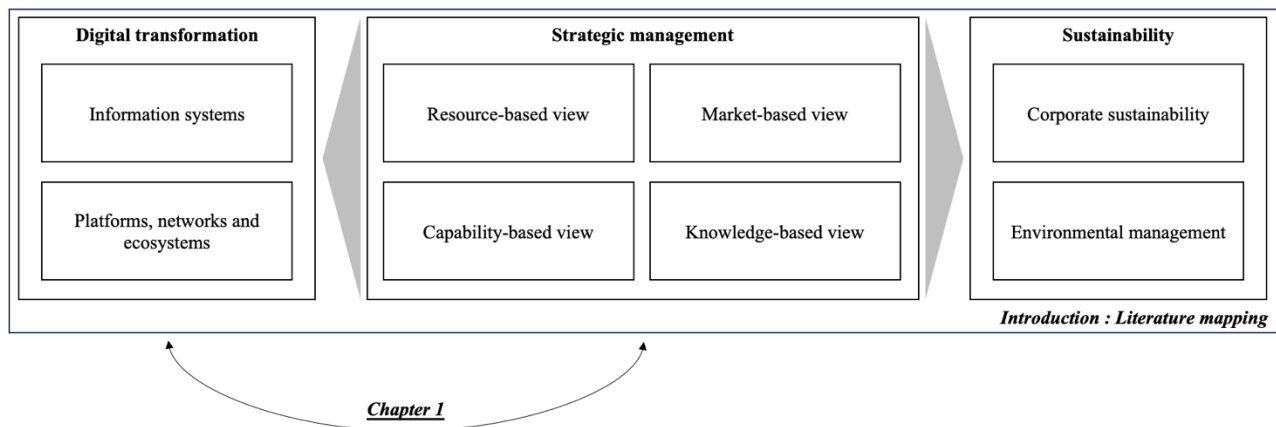 Digital transformation
Information systems
Platforms, networks and
ecosystems
Strategic management
Resource-based view
Market-based view
Capability-based view
Knowledge-based view
Sustainability
Corporate sustainability
Environmental management
Introduction : Literature mapping
Chapter 1